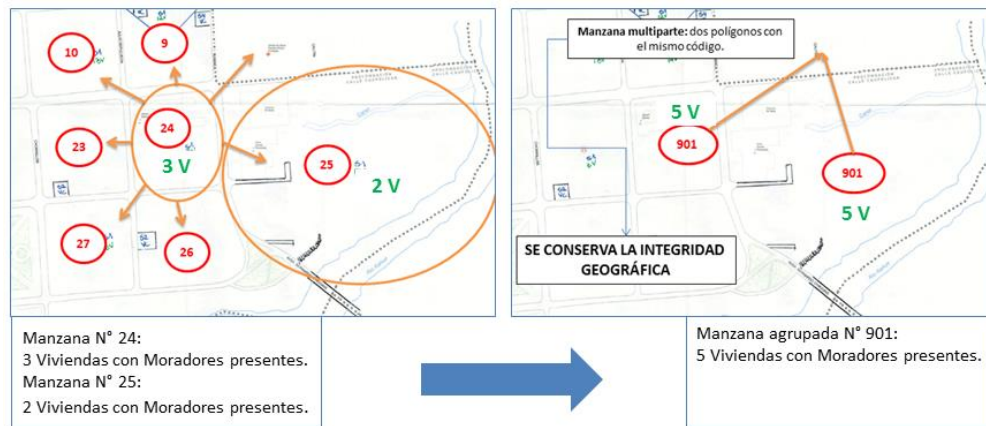 10
9
24
3 V
23
25
2 V
27
26
Manzana multiparte: dos polígonos con
el mismo código.
5 V
901
901
5 V
SE CONSERVA LA INTEGRIDAD
GEOGRÁFICA
Manzana N° 24:
3 Viviendas con Moradores presentes.
Manzana N° 25:
2 Viviendas con Moradores presentes.
Manzana agrupada N° 901:
5 Viviendas con Moradores presentes.